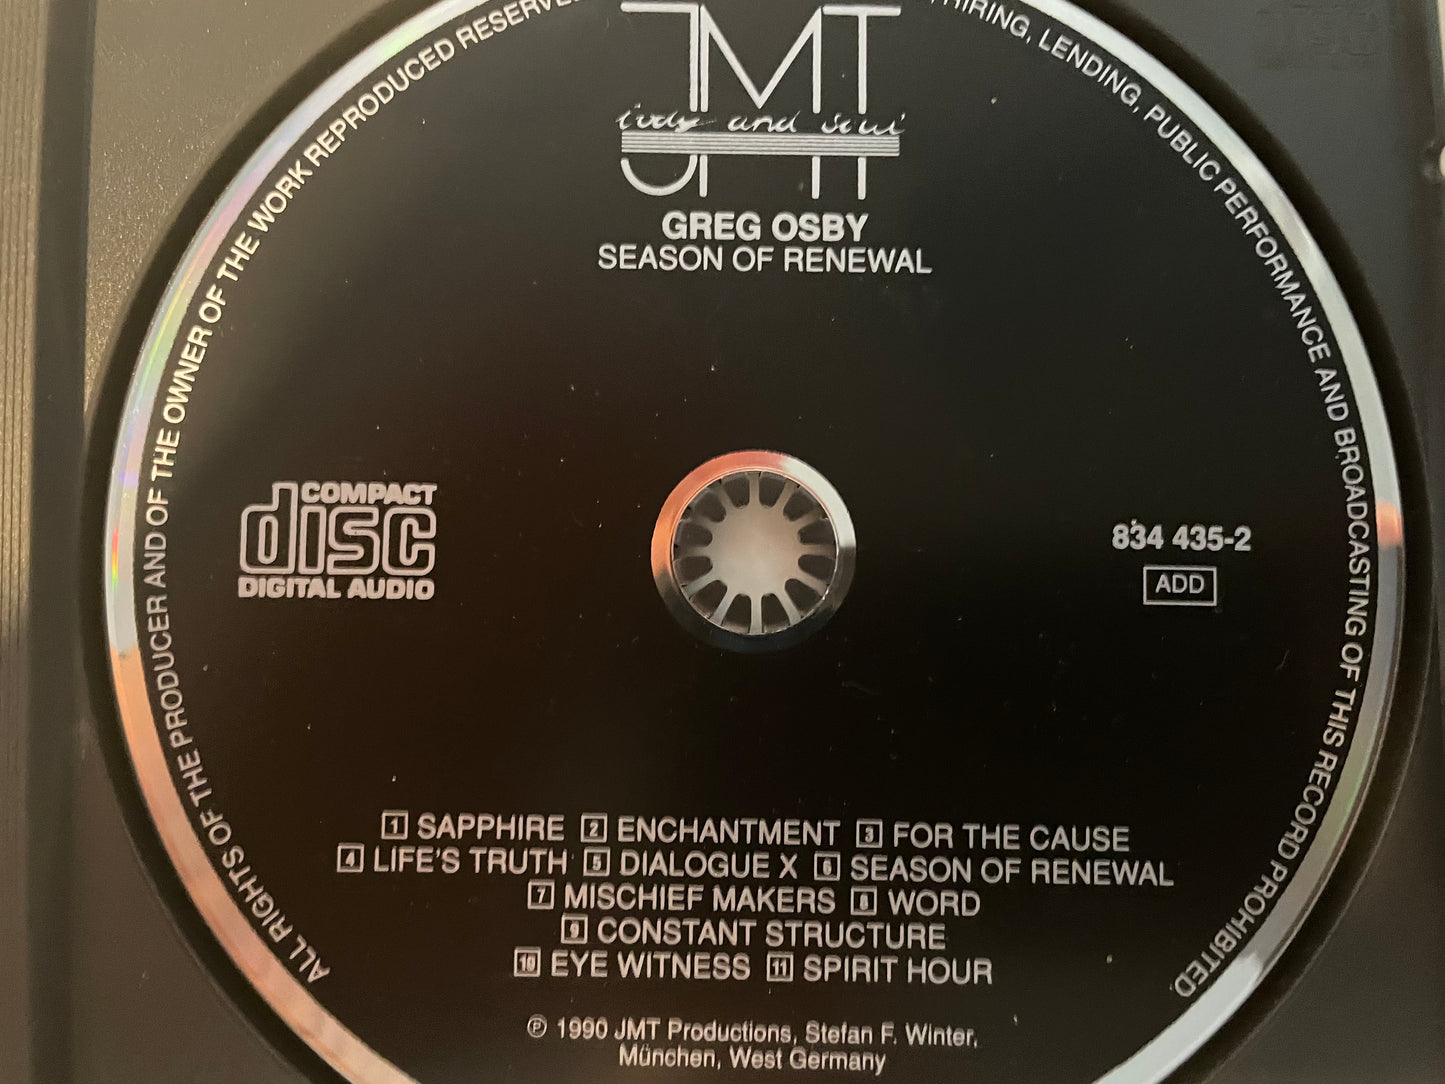 JMT
body and soul
GREG OSBY
SEASON OF RENEWAL
COMPACT
disc
DIGITAL AUDIO
834 435-2
ADD
1 SAPPHIRE 2 ENCHANTMENT 3 FOR THE CAUSE
4 LIFE'S TRUTH 5 DIALOGUE X 6 SEASON OF RENEWAL
7 MISCHIEF MAKERS 8 WORD
9 CONSTANT STRUCTURE
10 EYE WITNESS 11 SPIRIT HOUR
℗ 1990 JMT Productions, Stefan F. Winter,
München, West Germany
ALL RIGHTS OF THE PRODUCER AND OF THE OWNER OF THE WORK REPRODUCED RESERVED
HIRING, LENDING, PUBLIC PERFORMANCE AND BROADCASTING OF THIS RECORD PROHIBITED.